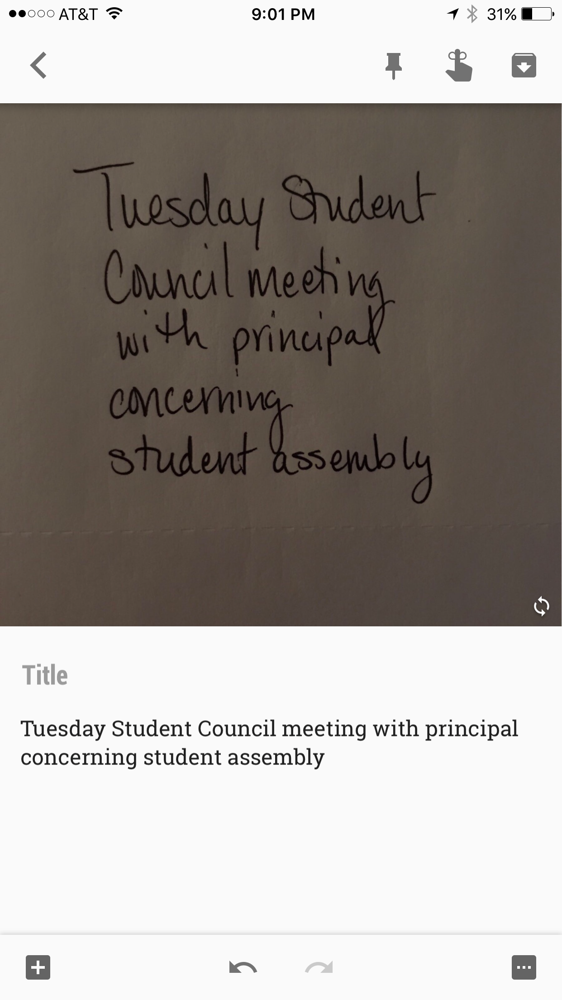 AT&T 9:01 PM 31%
Tuesday Student
Council meeting
with principal
concerning
student assembly
Title
Tuesday Student Council meeting with principal
concerning student assembly